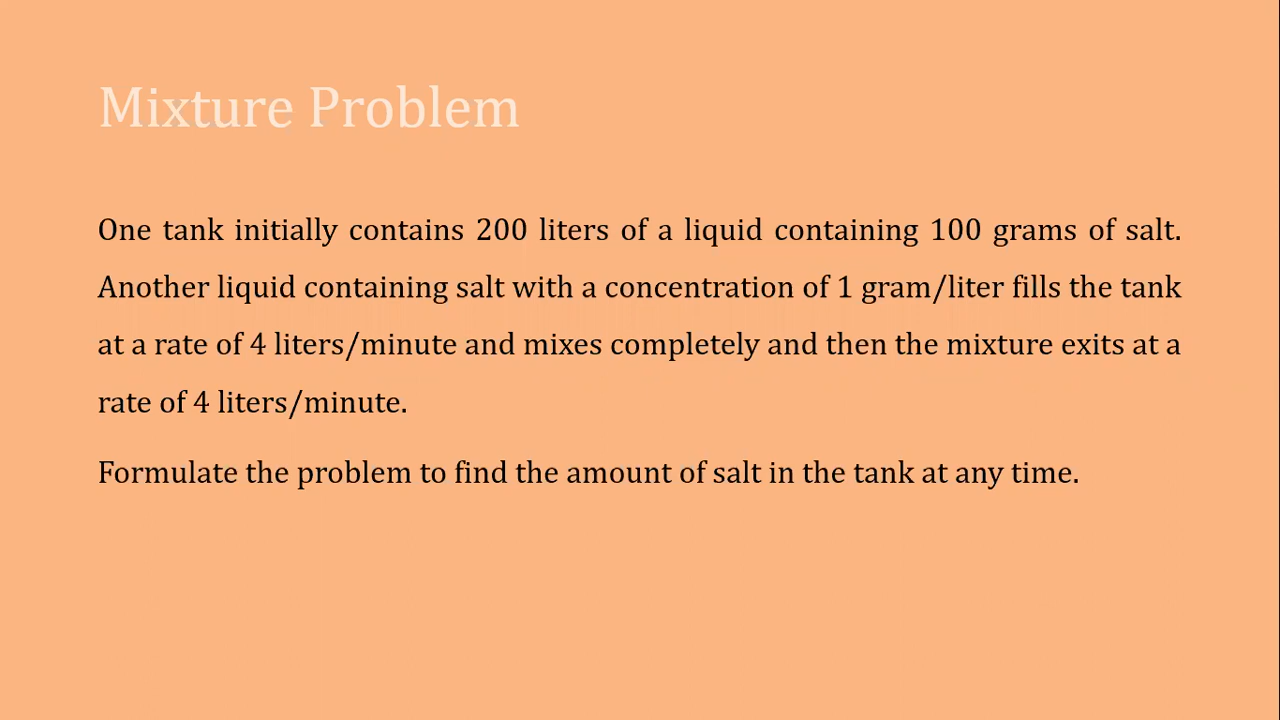 Mixture Problem
One tank initially contains 200 liters of a liquid containing 100 grams of salt.
Another liquid containing salt with a concentration of 1 gram/liter fills the tank
at a rate of 4 liters/minute and mixes completely and then the mixture exits at a
rate of 4 liters/minute.
Formulate the problem to find the amount of salt in the tank at any time.